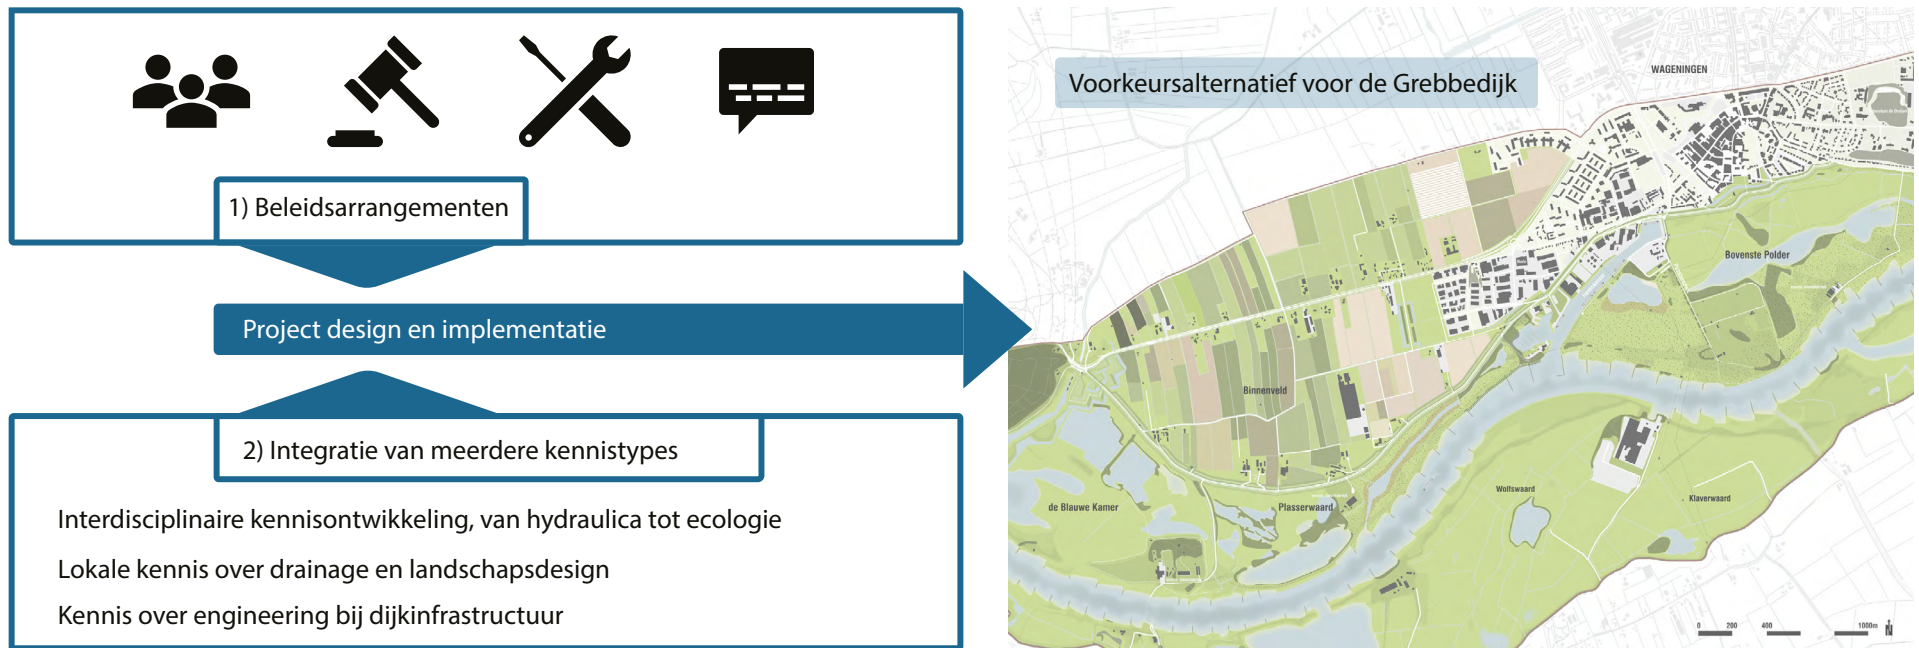 1) Beleidsarrangementen
Project design en implementatie
2) Integratie van meerdere kennistypes
Interdisciplinaire kennisontwikkeling, van hydraulica tot ecologie
Lokale kennis over drainage en landschapsdesign
Kennis over engineering bij dijkinfrastructuur
Voorkeursalternatief voor de Grebbedijk
WAGENINGEN
Bovenste Polder
Binnenveld
de Blauwe Kamer
Plasserwaard
Wolfswaard
Klaverwaard
0 200 400 1000m